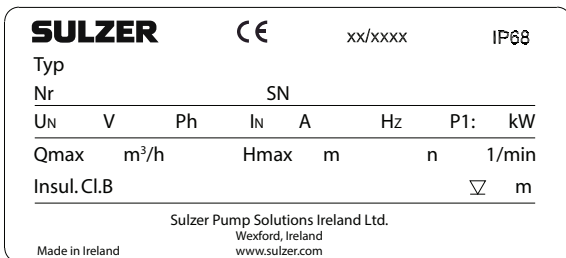 SULZER CE xx/xxxx IP68
Typ
Nr SN
UN V Ph IN A Hz P1: kW
Qmax m³/h Hmax m n 1/min
Insul.Cl.B m
Sulzer Pump Solutions Ireland Ltd.
Wexford, Ireland
Made in Ireland www.sulzer.com